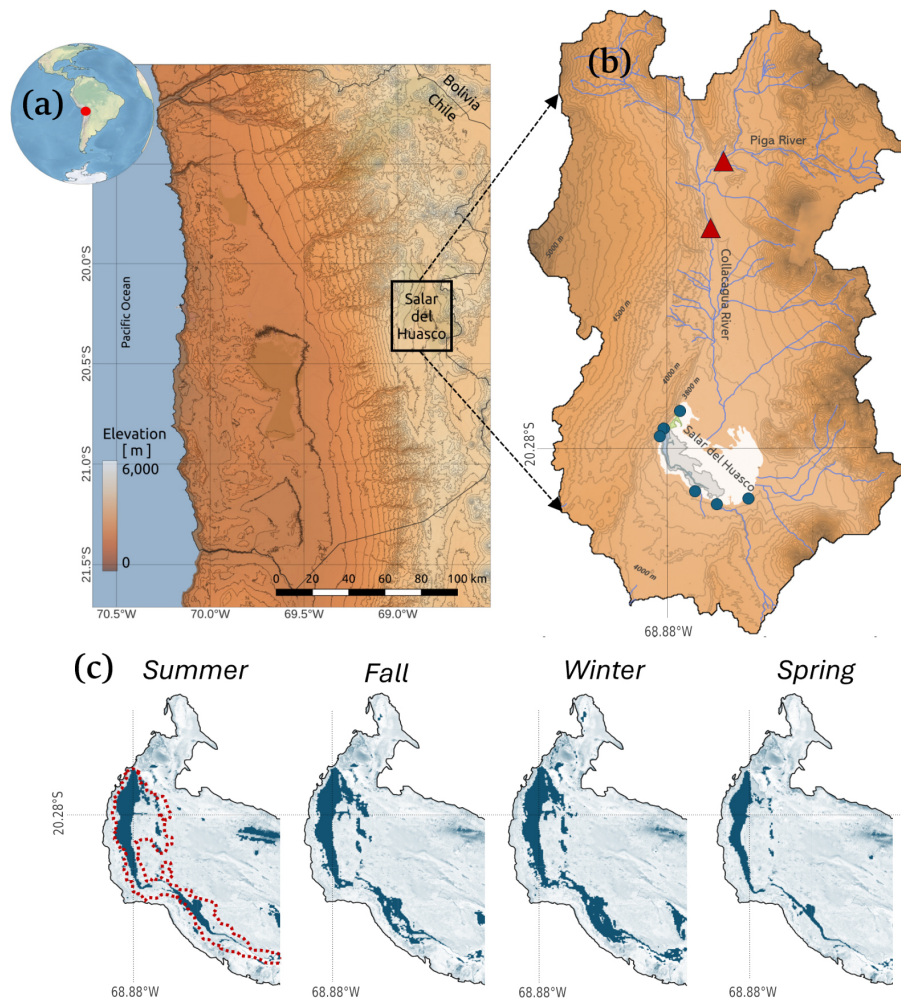 (a)
Bolivia
Chile
20.0°S
20.5°S
21.0°S
21.5°S
Pacific Ocean
Salar
del
Huasco
Elevation
[ m ]
6,000
0
0 20 40 60 80 100 km
70.5°W 70.0°W 69.5°W 69.0°W
(b)
Piga River
Collacagua River
5000 m
4500 m
4000 m
3800 m
Salar del Huasco
20.28°S
4000 m
68.88°W
(c)
Summer Fall Winter Spring
20.28°S
68.88°W 68.88°W 68.88°W 68.88°W